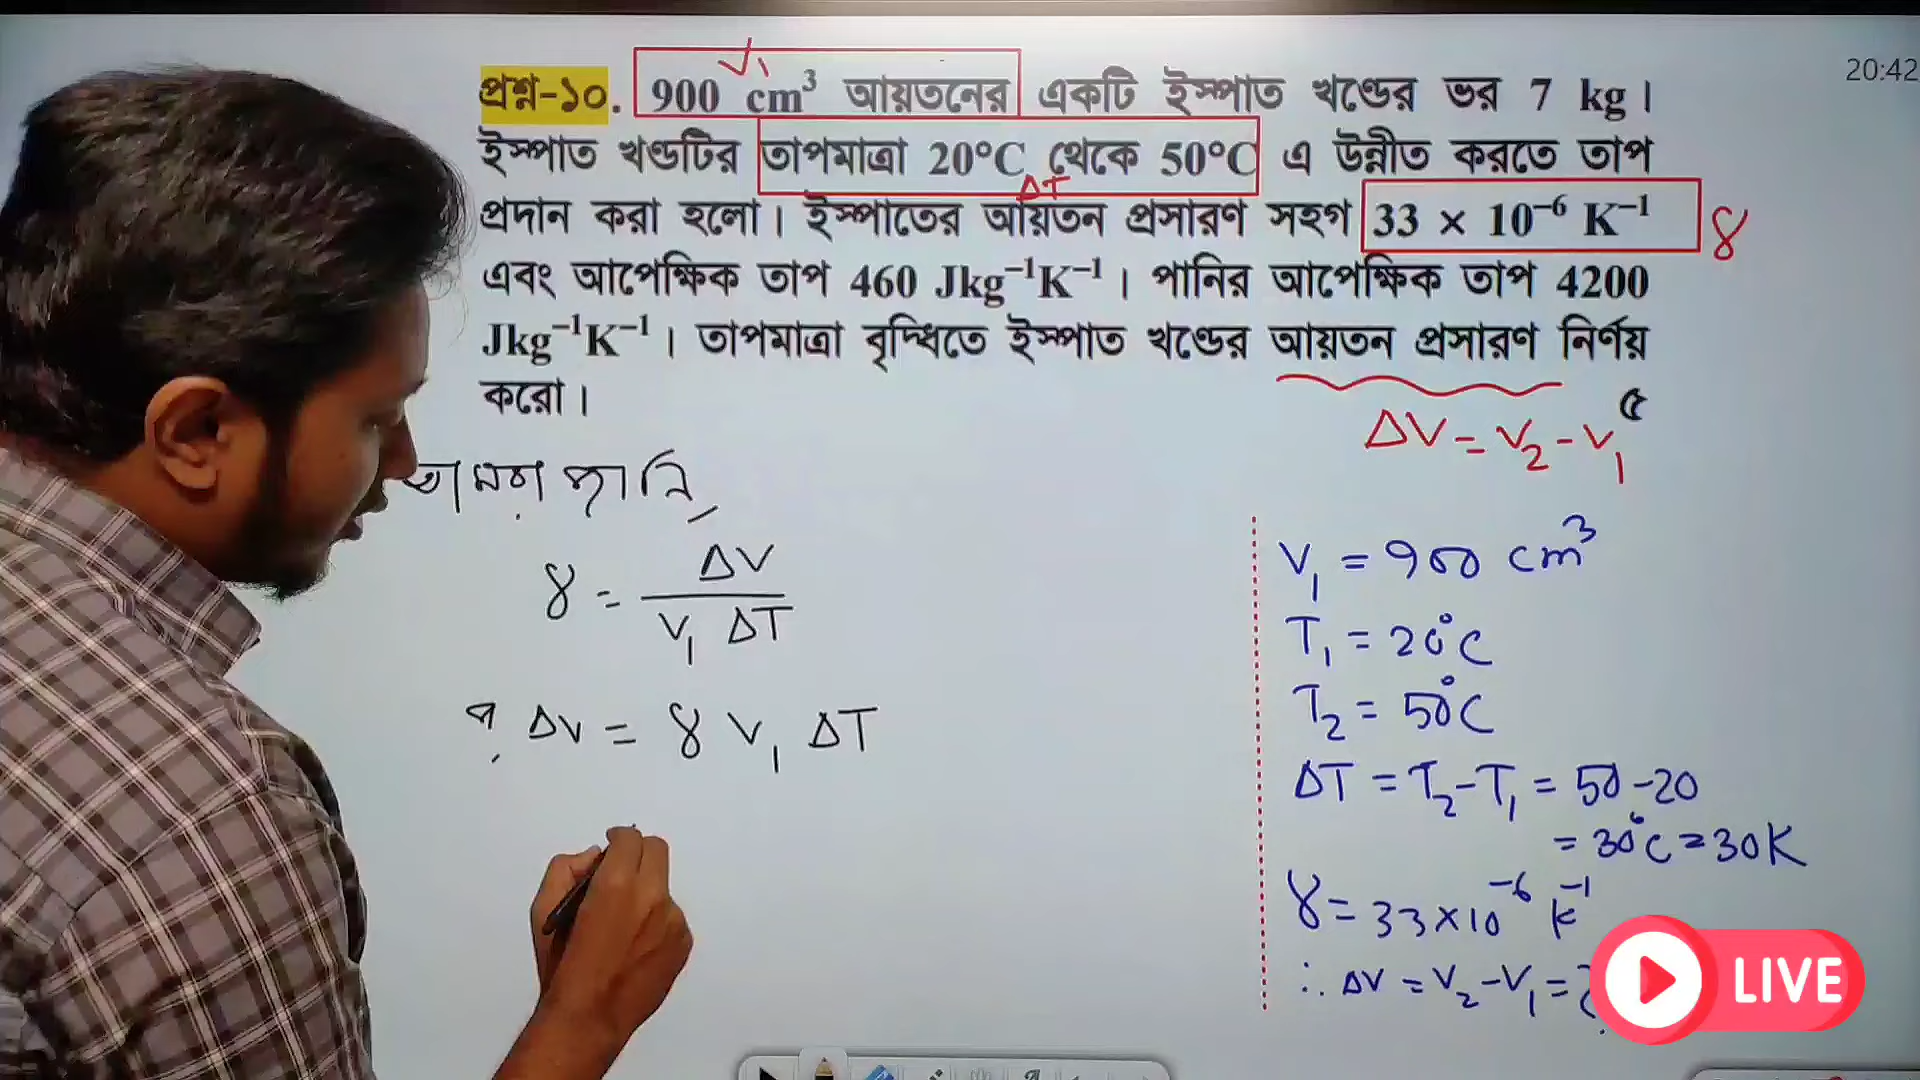 20:42
V₁
প্রশ্ন-১০. 900 cm³ আয়তনের একটি ইস্পাত খণ্ডের ভর 7 kg।
ইস্পাত খণ্ডটির তাপমাত্রা 20°C থেকে 50°C এ উন্নীত করতে তাপ
ΔT
প্রদান করা হলো। ইস্পাতের আয়তন প্রসারণ সহগ 33 × 10⁻⁶ K⁻¹ γ
এবং আপেক্ষিক তাপ 460 Jkg⁻¹K⁻¹। পানির আপেক্ষিক তাপ 4200
Jkg⁻¹K⁻¹। তাপমাত্রা বৃদ্ধিতে ইস্পাত খণ্ডের আয়তন প্রসারণ নির্ণয়
করো।
৫
ΔV = V₂ - V₁
আমরা জানি,
γ = ΔV / V₁ ΔT
বা, ΔV = γ V₁ ΔT
V₁ = 900 cm³
T₁ = 20°C
T₂ = 50°C
ΔT = T₂-T₁ = 50-20
= 30°C = 30K
γ = 33×10⁻⁶ K⁻¹
∴ ΔV = V₂-V₁ = ?
LIVE